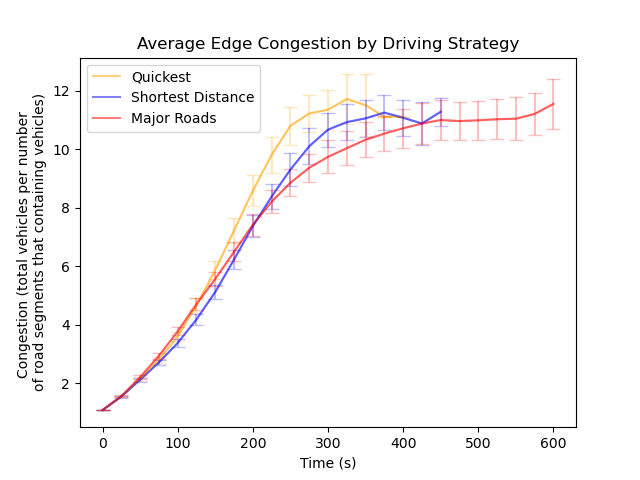 Average Edge Congestion by Driving Strategy
Quickest
Shortest Distance
Major Roads
Congestion (total vehicles per number
of road segments that containing vehicles)
12
10
8
6
4
2
0 100 200 300 400 500 600
Time (s)